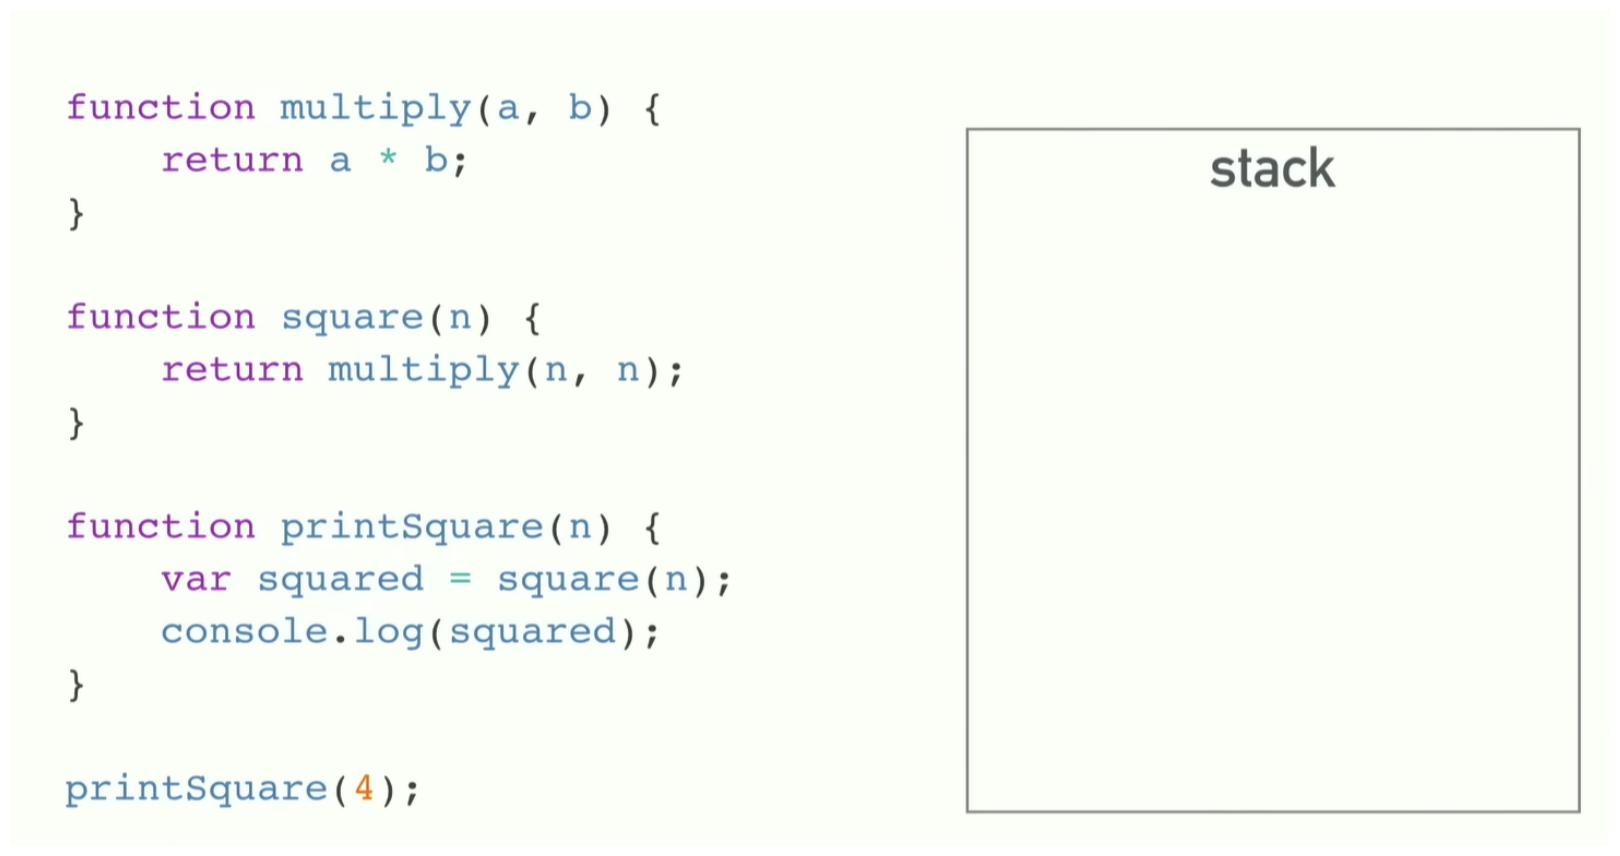 function multiply(a, b) {
    return a * b;
}
function square(n) {
    return multiply(n, n);
}
function printSquare(n) {
    var squared = square(n);
    console.log(squared);
}
printSquare(4);
stack